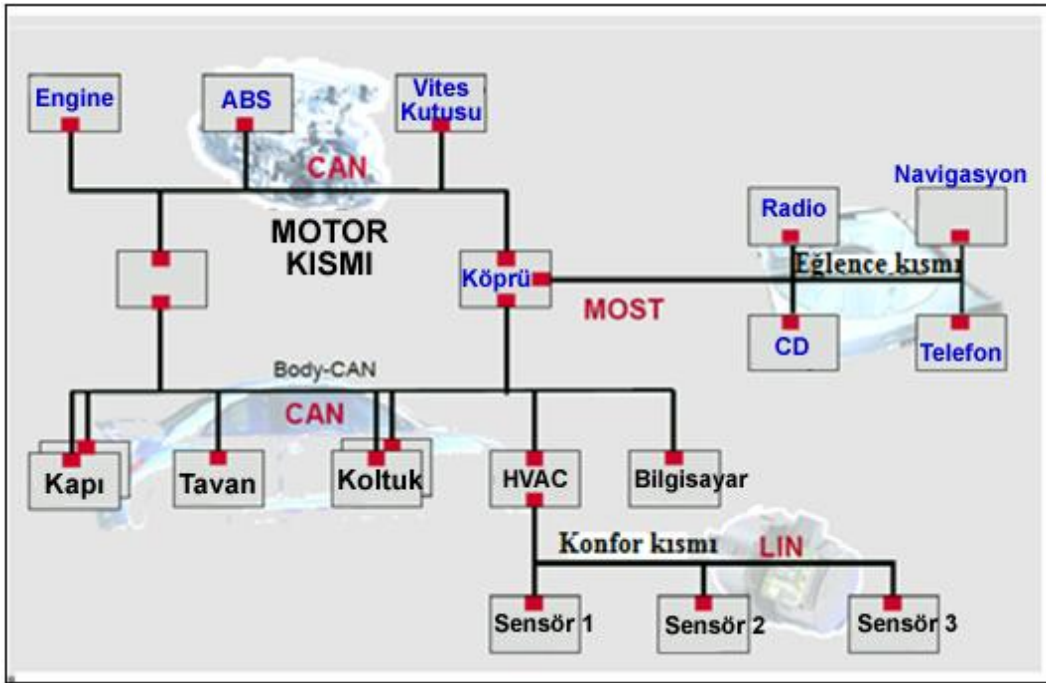 Engine
ABS
Vites
Kutusu
CAN
MOTOR
KISMI
Navigasyon
Radio
Köprü
Eğlence kısmı
MOST
CD
Telefon
Body-CAN
CAN
Kapı
Tavan
Koltuk
HVAC
Bilgisayar
Konfor kısmı
LIN
Sensör 1
Sensör 2
Sensör 3